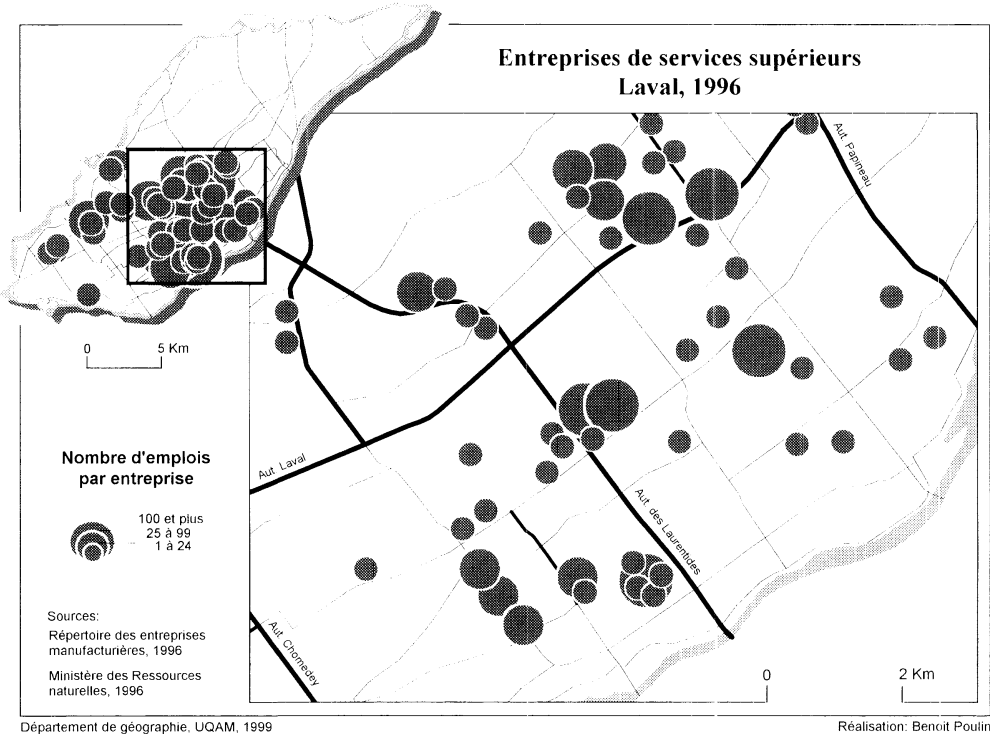 Entreprises de services supérieurs
Laval, 1996
Aut. Papineau
0 5 Km
Aut. Laval
Nombre d'emplois
par entreprise
100 et plus
25 à 99
1 à 24
Aut. des Laurentides
Sources:
Répertoire des entreprises
manufacturières, 1996
Ministère des Ressources
naturelles, 1996
Aut. Chomedey
0 2 Km
Département de géographie, UQAM, 1999
Réalisation: Benoit Poulin